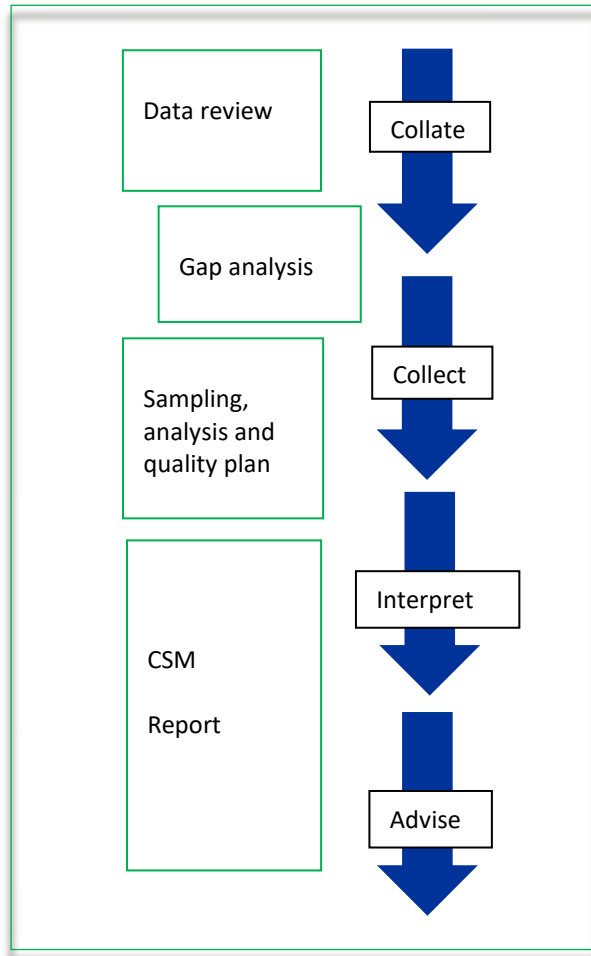 Data review
Collate
Gap analysis
Collect
Sampling,
analysis and
quality plan
Interpret
CSM
Report
Advise